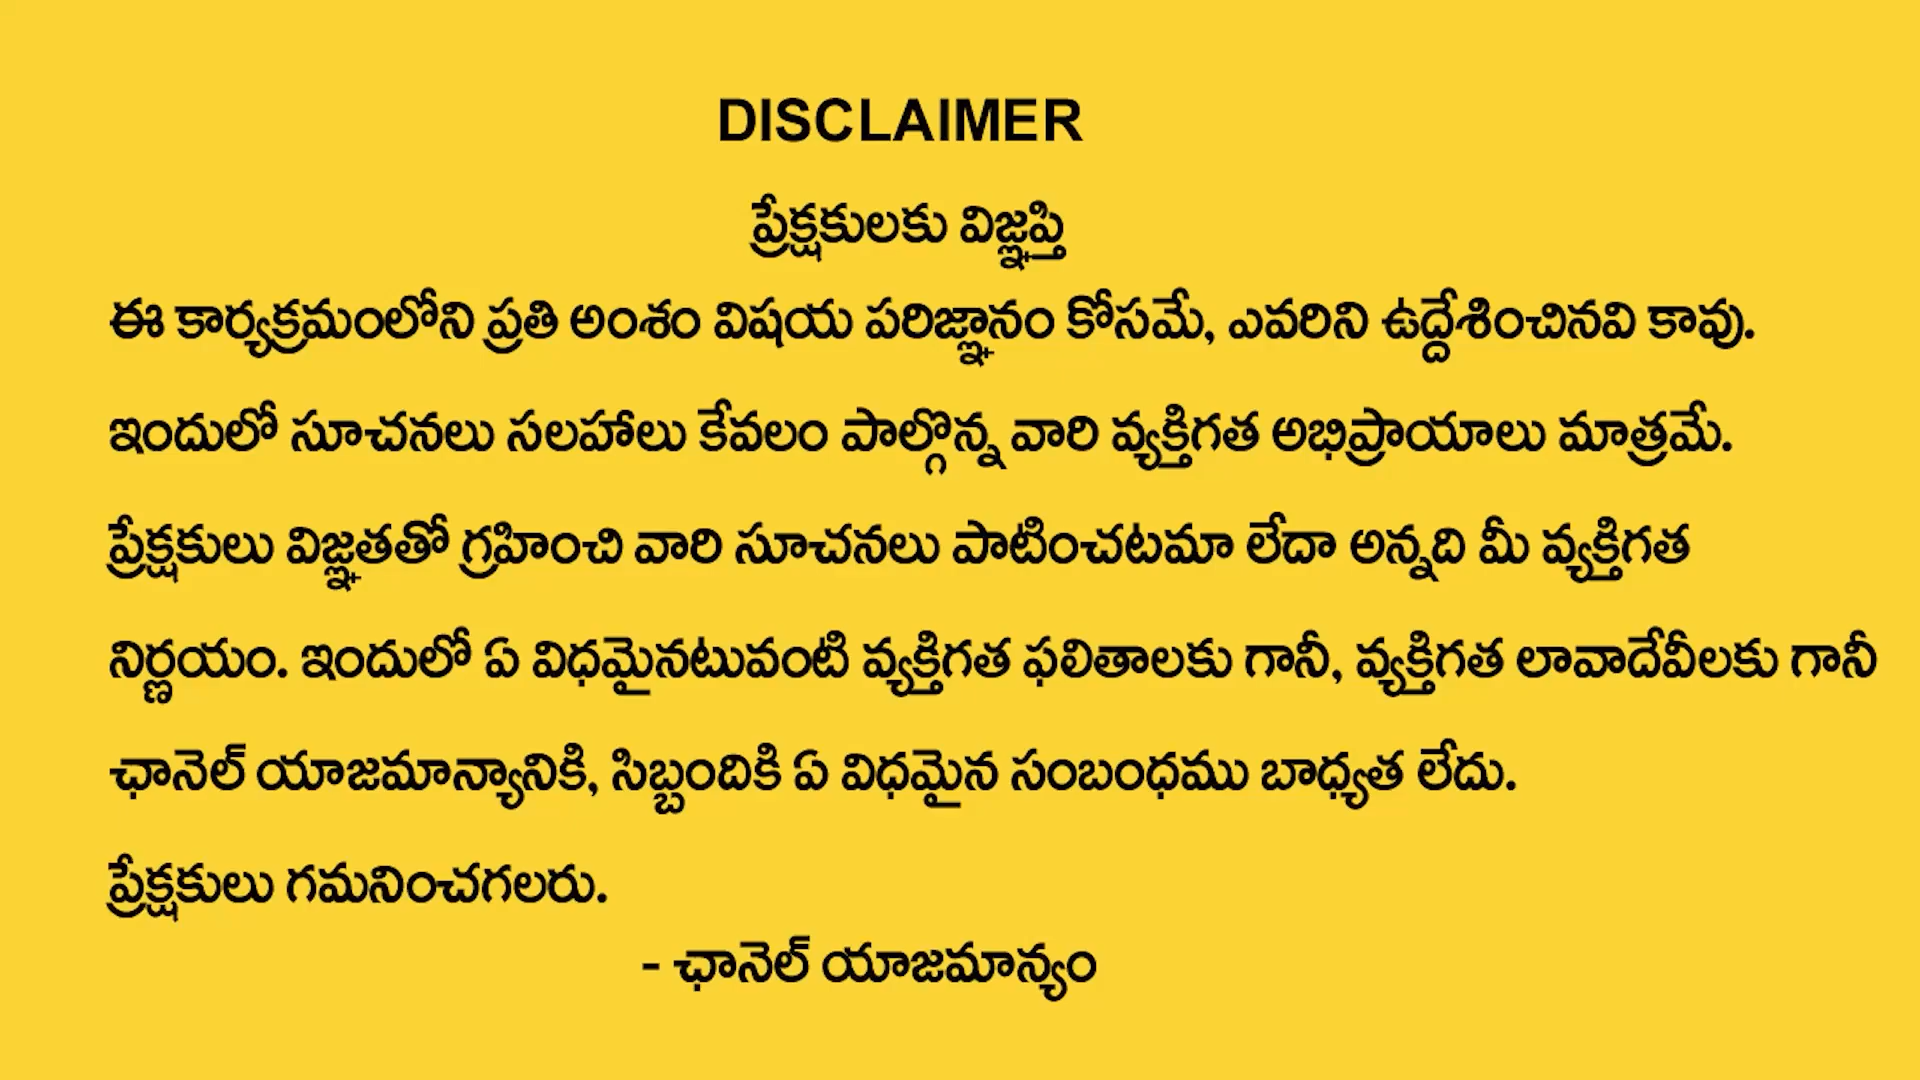 DISCLAIMER
ప్రేక్షకులకు విజ్ఞప్తి
ఈ కార్యక్రమంలోని ప్రతి అంశం విషయ పరిజ్ఞానం కోసమే, ఎవరిని ఉద్దేశించినవి కావు.
ఇందులో సూచనలు సలహాలు కేవలం పాల్గొన్న వారి వ్యక్తిగత అభిప్రాయాలు మాత్రమే.
ప్రేక్షకులు విజ్ఞతతో గ్రహించి వారి సూచనలు పాటించటమా లేదా అన్నది మీ వ్యక్తిగత
నిర్ణయం. ఇందులో ఏ విధమైనటువంటి వ్యక్తిగత ఫలితాలకు గానీ, వ్యక్తిగత లావాదేవీలకు గానీ
ఛానెల్ యాజమాన్యానికి, సిబ్బందికి ఏ విధమైన సంబంధము బాధ్యత లేదు.
ప్రేక్షకులు గమనించగలరు.
- ఛానెల్ యాజమాన్యం